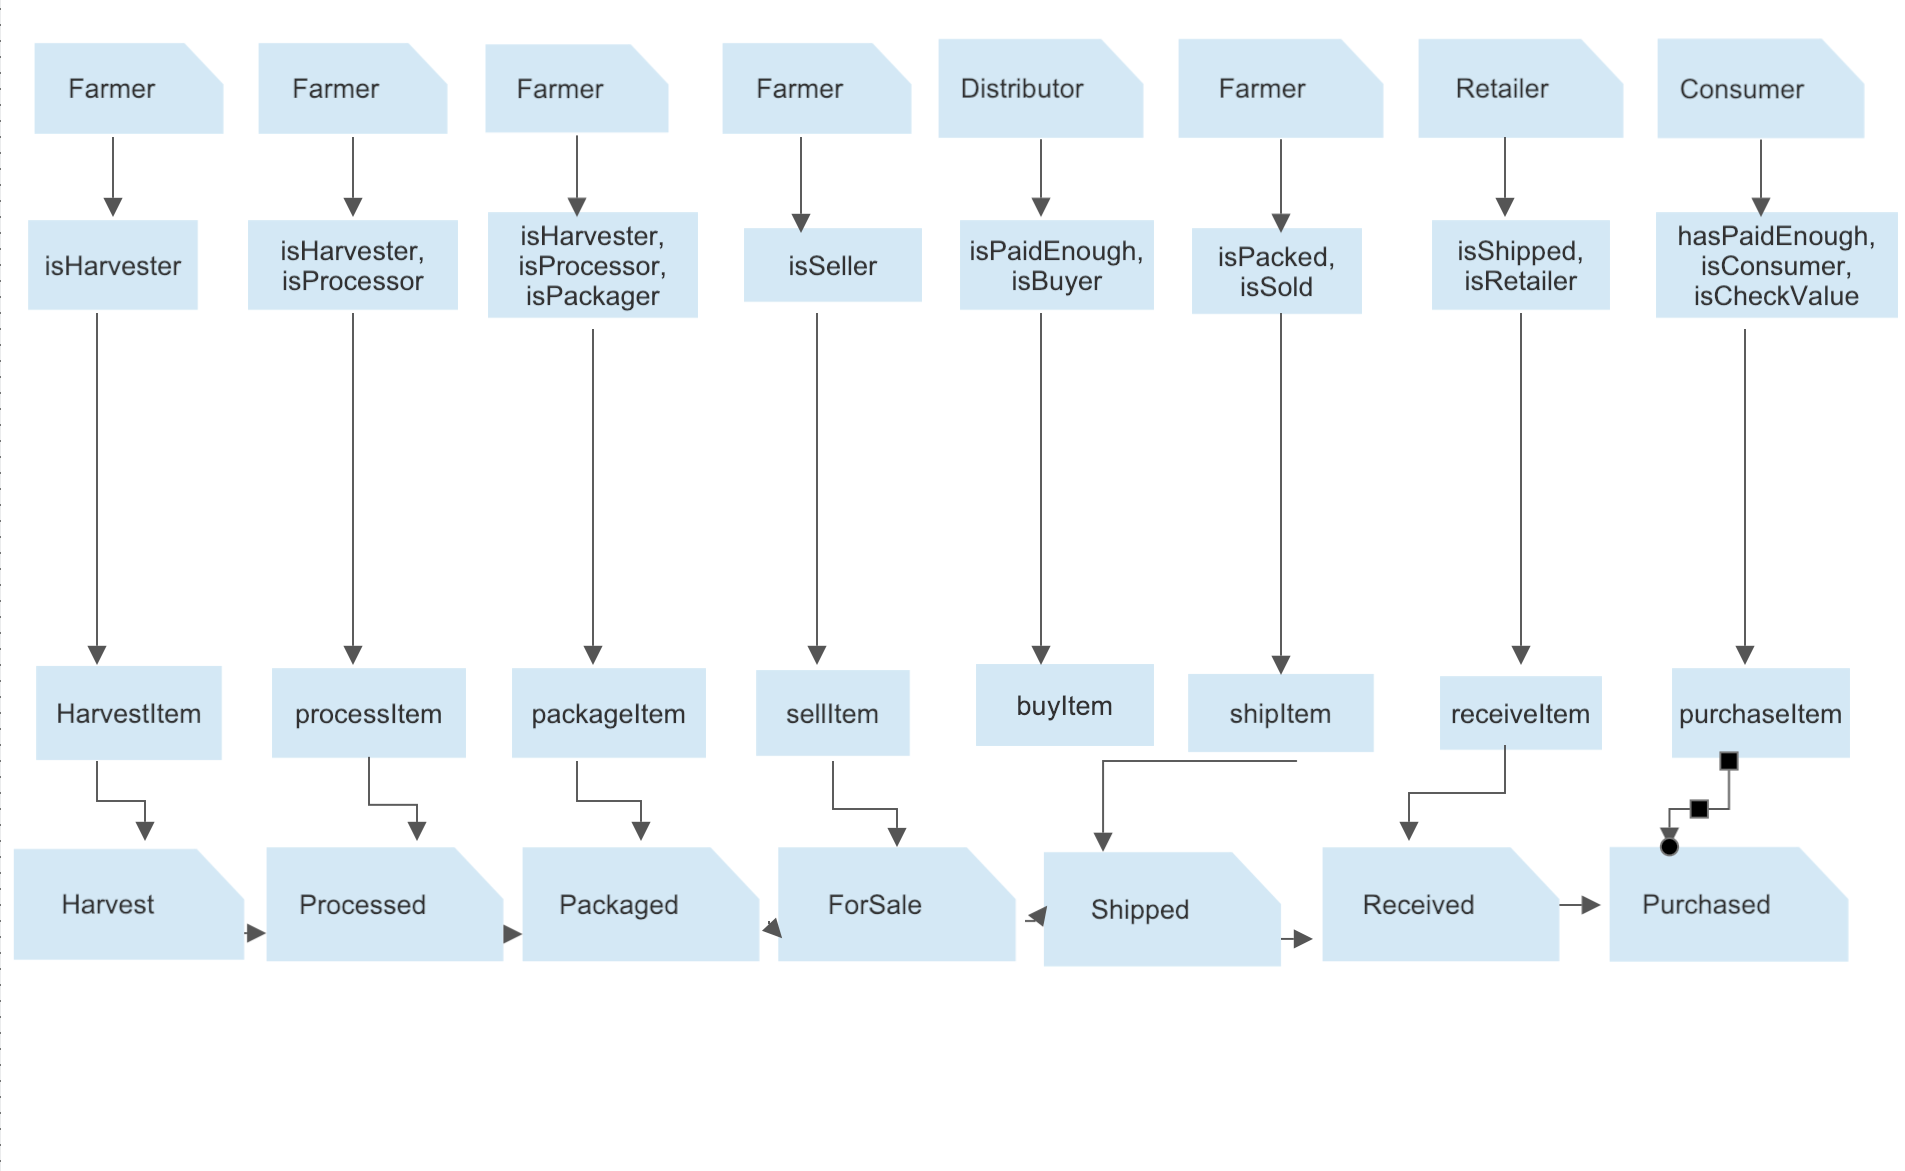 Farmer
Farmer
Farmer
Farmer
Distributor
Farmer
Retailer
Consumer
isHarvester
isHarvester,
isProcessor
isHarvester,
isProcessor,
isPackager
isSeller
isPaidEnough,
isBuyer
isPacked,
isSold
isShipped,
isRetailer
hasPaidEnough,
isConsumer,
isCheckValue
HarvestItem
processItem
packageItem
sellItem
buyItem
shipItem
receiveItem
purchaseItem
Harvest
Processed
Packaged
ForSale
Shipped
Received
Purchased